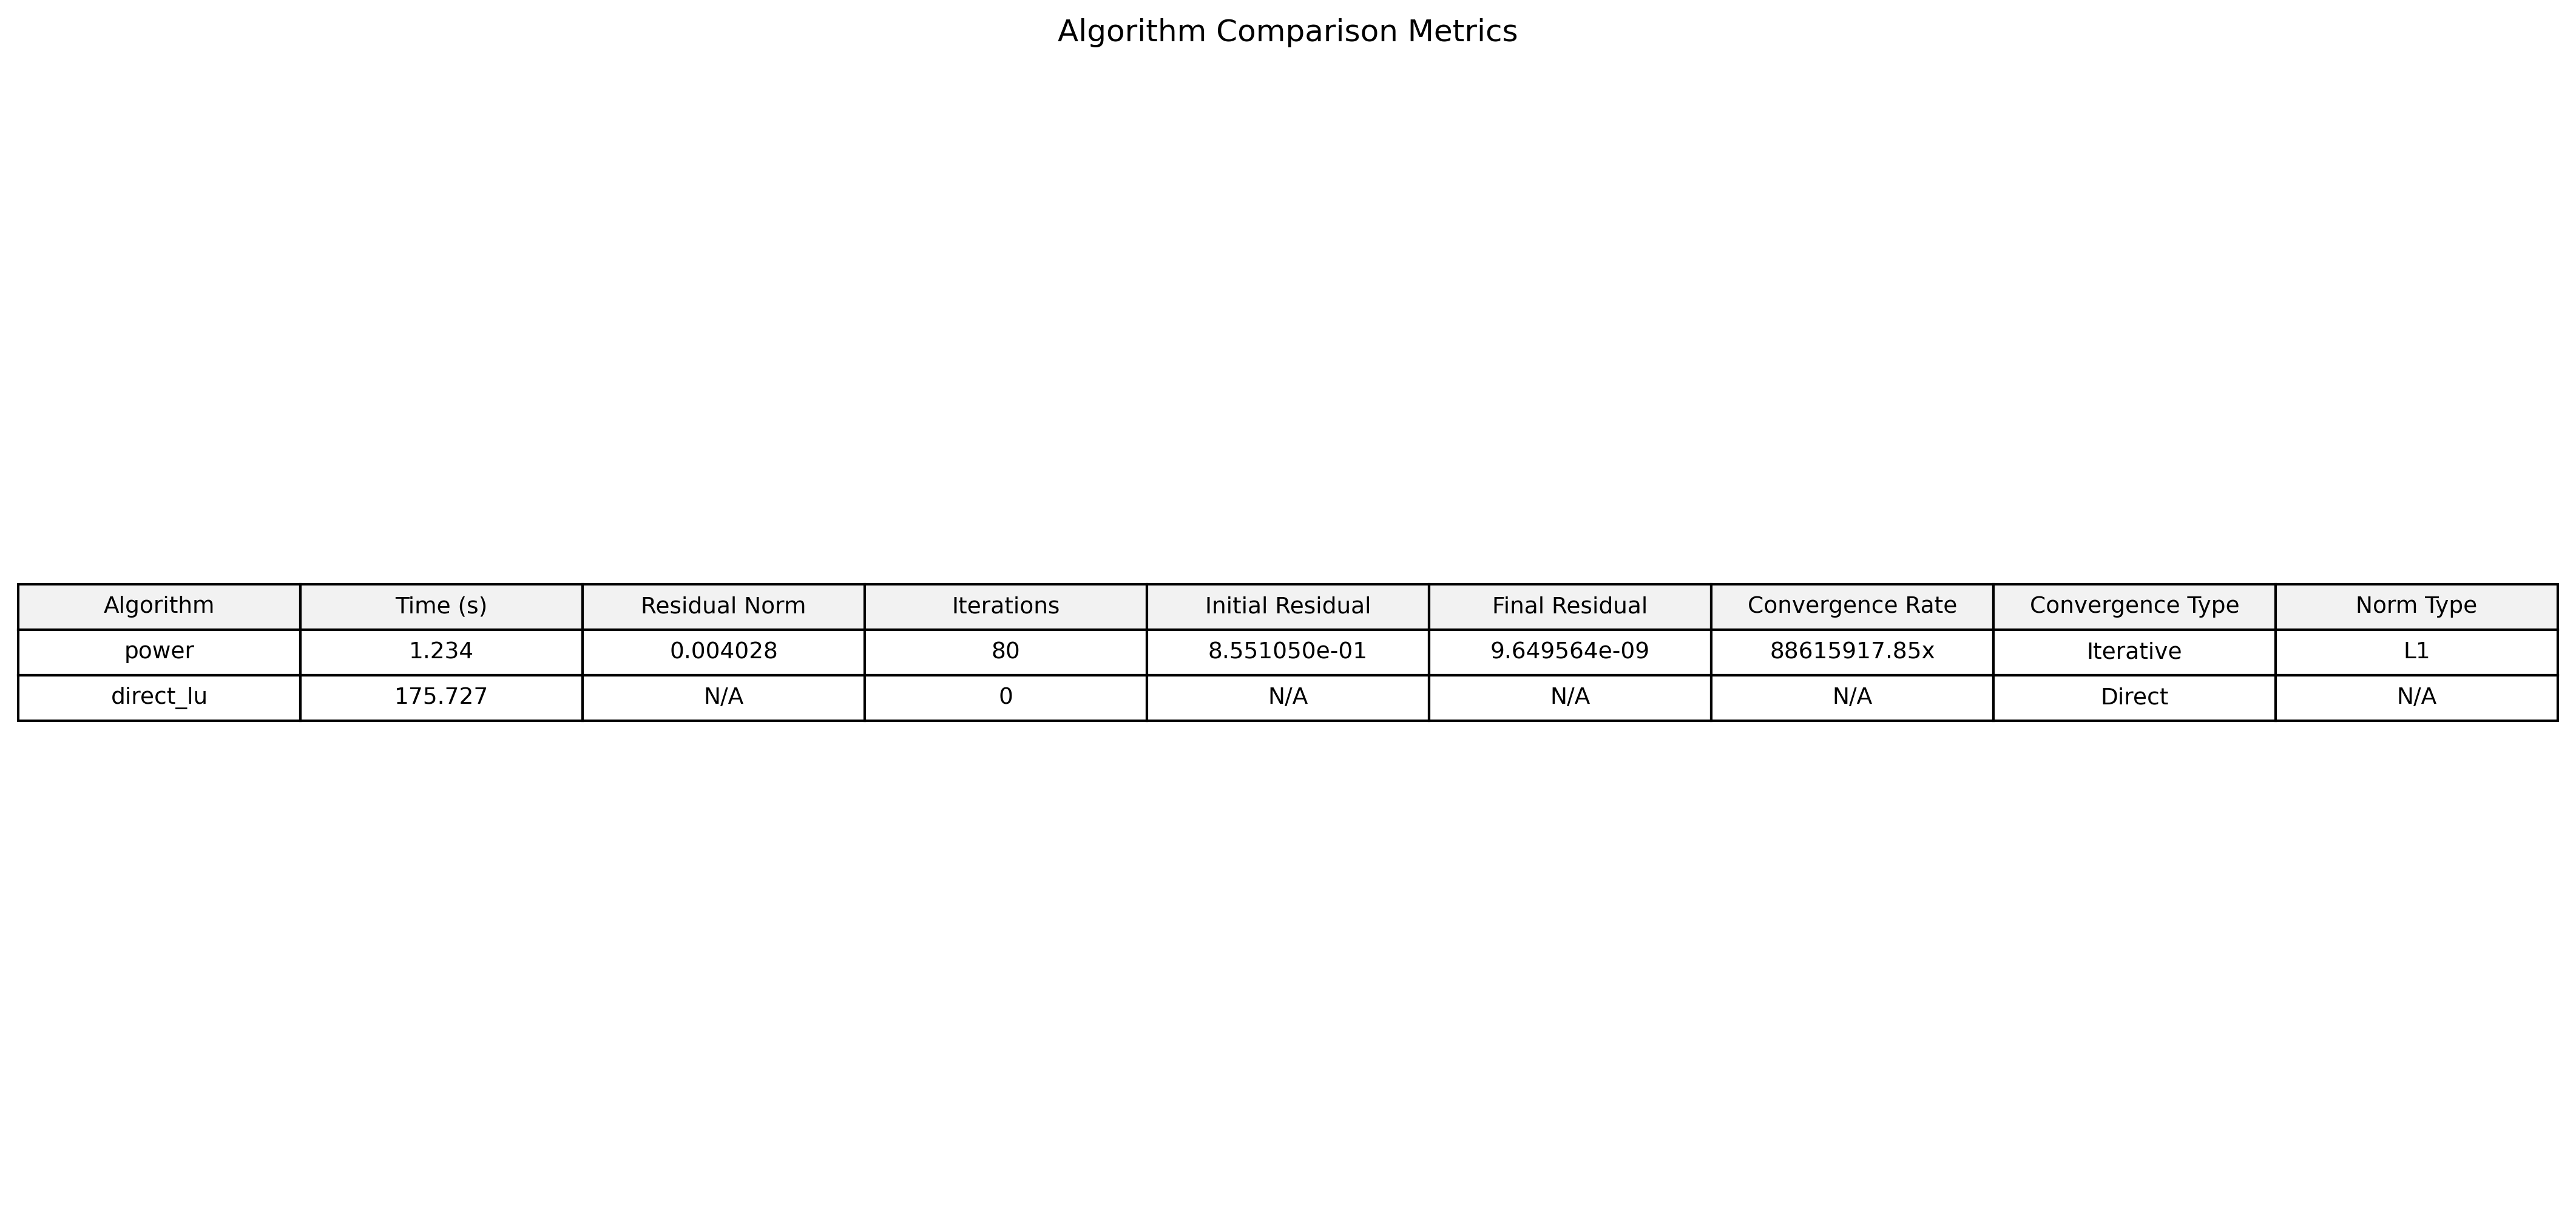 Algorithm Comparison Metrics
Algorithm Time (s) Residual Norm Iterations Initial Residual Final Residual Convergence Rate Convergence Type Norm Type
power 1.234 0.004028 80 8.551050e-01 9.649564e-09 88615917.85x Iterative L1
direct_lu 175.727 N/A 0 N/A N/A N/A Direct N/A